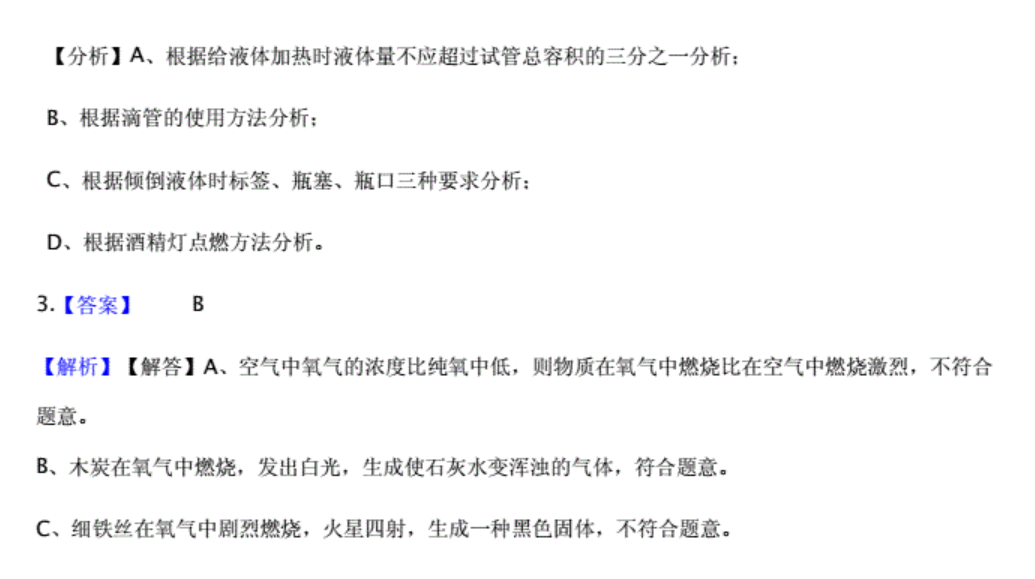 【分析】A、根据给液体加热时液体量不应超过试管总容积的三分之一分析；
B、根据滴管的使用方法分析；
C、根据倾倒液体时标签、瓶塞、瓶口三种要求分析；
D、根据酒精灯点燃方法分析。
3.【答案】 B
【解析】【解答】A、空气中氧气的浓度比纯氧中低，则物质在氧气中燃烧比在空气中燃烧激烈，不符合
题意。
B、木炭在氧气中燃烧，发出白光，生成使石灰水变浑浊的气体，符合题意。
C、细铁丝在氧气中剧烈燃烧，火星四射，生成一种黑色固体，不符合题意。